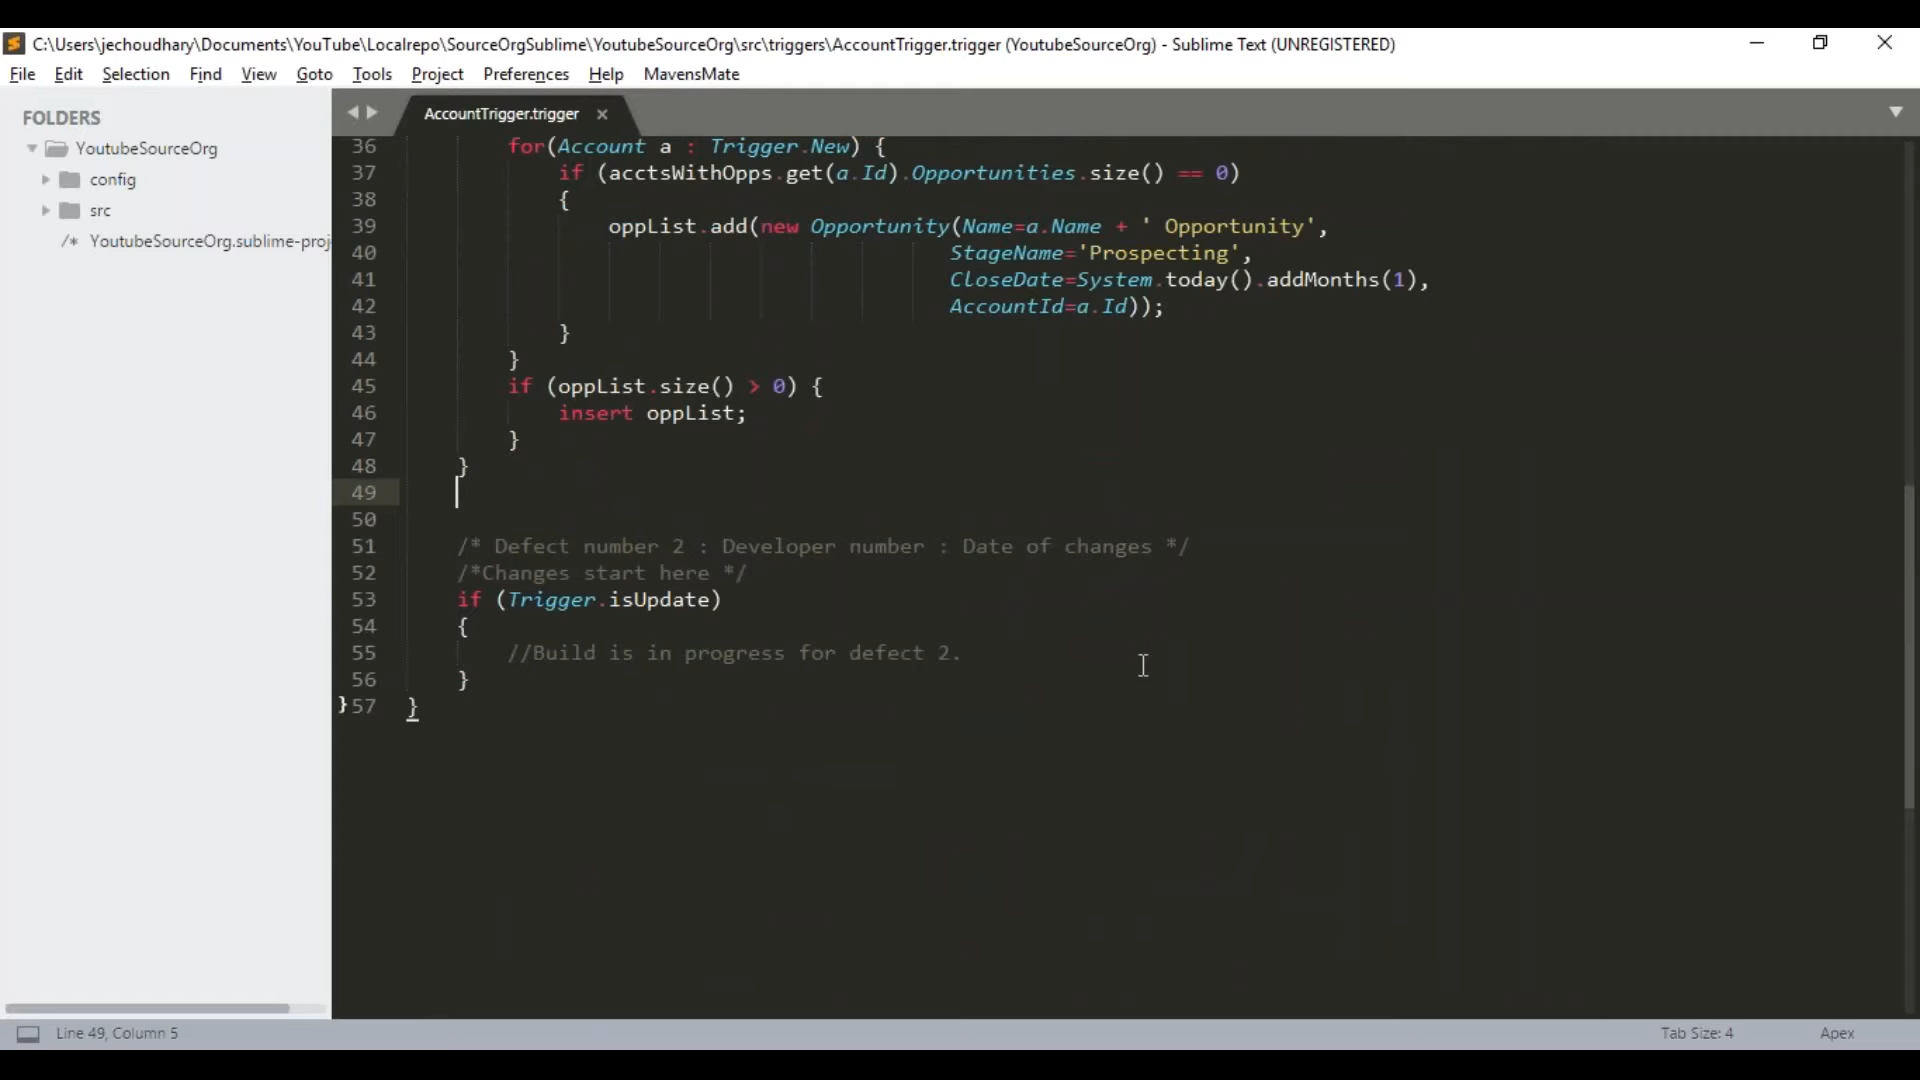 C:\Users\jechoudhary\Documents\YouTube\Localrepo\SourceOrgSublime\YoutubeSourceOrg\src\triggers\AccountTrigger.trigger (YoutubeSourceOrg) - Sublime Text (UNREGISTERED)
File Edit Selection Find View Goto Tools Project Preferences Help MavensMate
FOLDERS
YoutubeSourceOrg
config
src
/* YoutubeSourceOrg.sublime-proj
AccountTrigger.trigger
36 for(Account a : Trigger.New) {
37 if (acctsWithOpps.get(a.Id).Opportunities.size() == 0)
38 {
39 oppList.add(new Opportunity(Name=a.Name + ' Opportunity',
40 StageName='Prospecting',
41 CloseDate=System.today().addMonths(1),
42 AccountId=a.Id));
43 }
44 }
45 if (oppList.size() > 0) {
46 insert oppList;
47 }
48 }
49
50
51 /* Defect number 2 : Developer number : Date of changes */
52 /*Changes start here */
53 if (Trigger.isUpdate)
54 {
55 //Build is in progress for defect 2.
56 }
} 57 }
Line 49, Column 5
Tab Size: 4
Apex